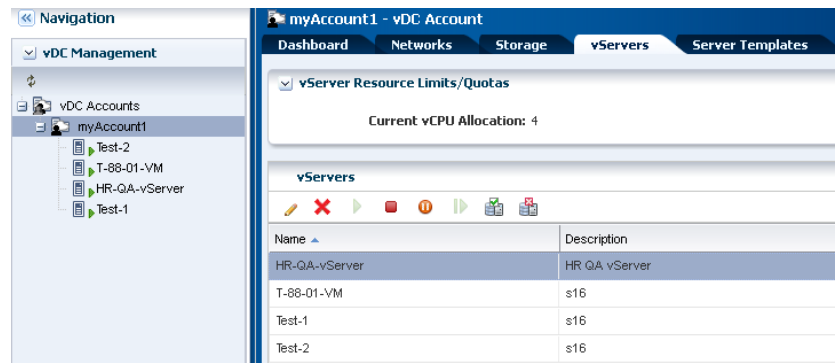 Navigation
vDC Management
vDC Accounts
myAccount1
Test-2
T-88-01-VM
HR-QA-vServer
Test-1
myAccount1 - vDC Account
Dashboard Networks Storage vServers Server Templates
vServer Resource Limits/Quotas
Current vCPU Allocation: 4
vServers
Name Description
HR-QA-vServer HR QA vServer
T-88-01-VM s16
Test-1 s16
Test-2 s16